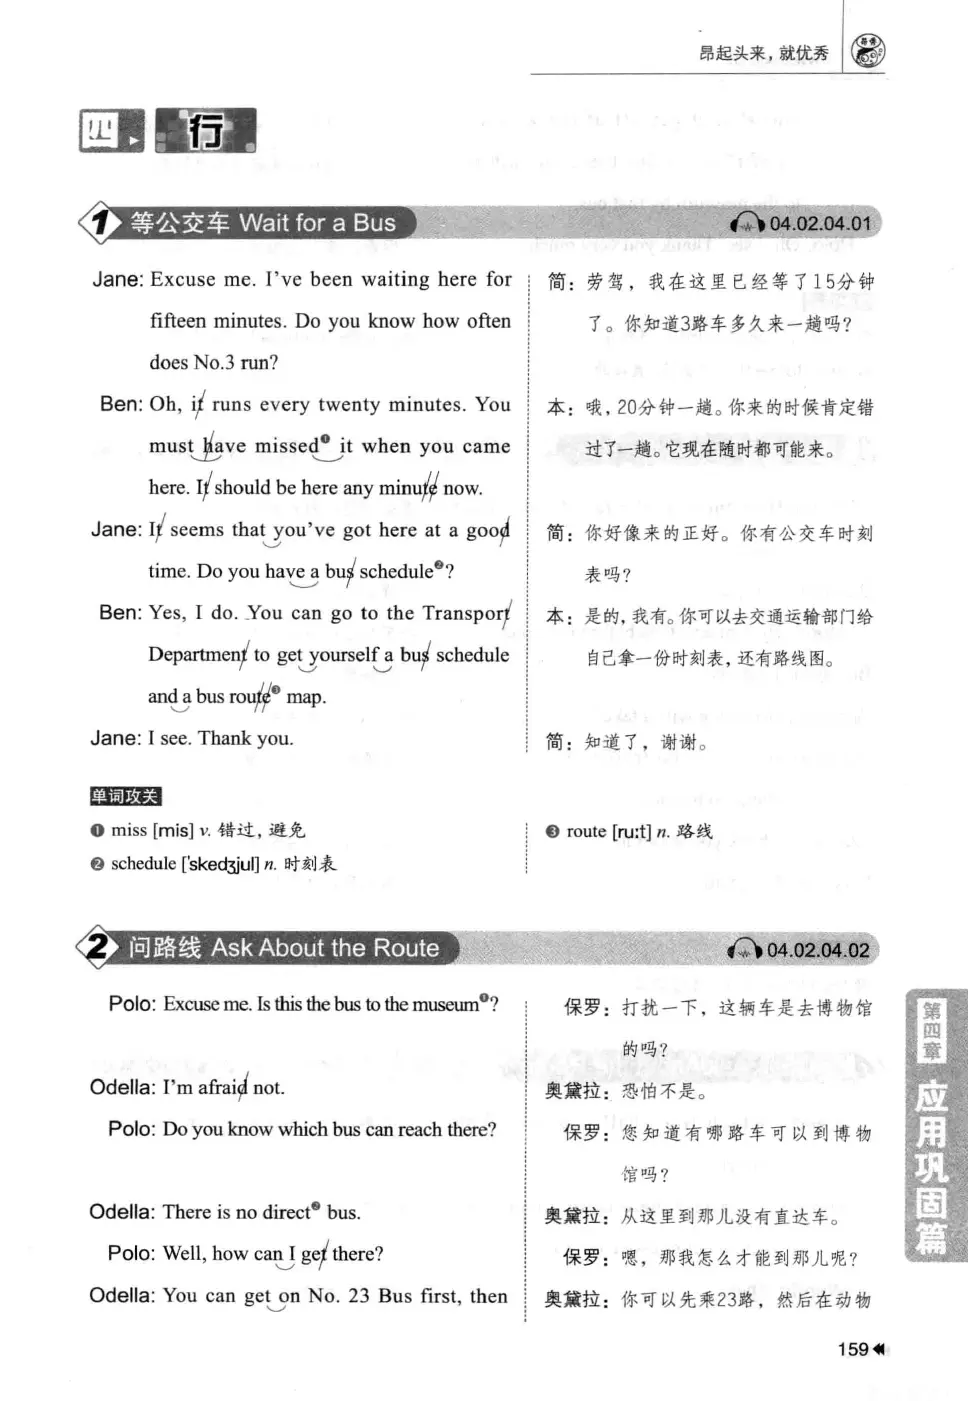 昂起头来，就优秀
四 行
1 等公交车 Wait for a Bus 04.02.04.01
Jane: Excuse me. I've been waiting here for
fifteen minutes. Do you know how often
does No.3 run?
Ben: Oh, it runs every twenty minutes. You
must have missed❶ it when you came
here. It should be here any minute now.
Jane: It seems that you've got here at a good
time. Do you have a bus schedule❷?
Ben: Yes, I do. You can go to the Transport
Department to get yourself a bus schedule
and a bus route❸ map.
Jane: I see. Thank you.
简：劳驾，我在这里已经等了15分钟
了。你知道3路车多久来一趟吗？
本：哦，20分钟一趟。你来的时候肯定错
过了一趟。它现在随时都可能来。
简：你好像来的正好。你有公交车时刻
表吗？
本：是的，我有。你可以去交通运输部门给
自己拿一份时刻表，还有路线图。
简：知道了，谢谢。
单词攻关
❶ miss [mis] v. 错过，避免
❷ schedule ['skedʒjul] n. 时刻表
❸ route [ru:t] n. 路线
2 问路线 Ask About the Route 04.02.04.02
Polo: Excuse me. Is this the bus to the museum❶?
Odella: I'm afraid not.
Polo: Do you know which bus can reach there?
Odella: There is no direct❷ bus.
Polo: Well, how can I get there?
Odella: You can get on No. 23 Bus first, then
保罗：打扰一下，这辆车是去博物馆
的吗？
奥黛拉：恐怕不是。
保罗：您知道有哪路车可以到博物
馆吗？
奥黛拉：从这里到那儿没有直达车。
保罗：嗯，那我怎么才能到那儿呢？
奥黛拉：你可以先乘23路，然后在动物
第四章 应用巩固篇
159